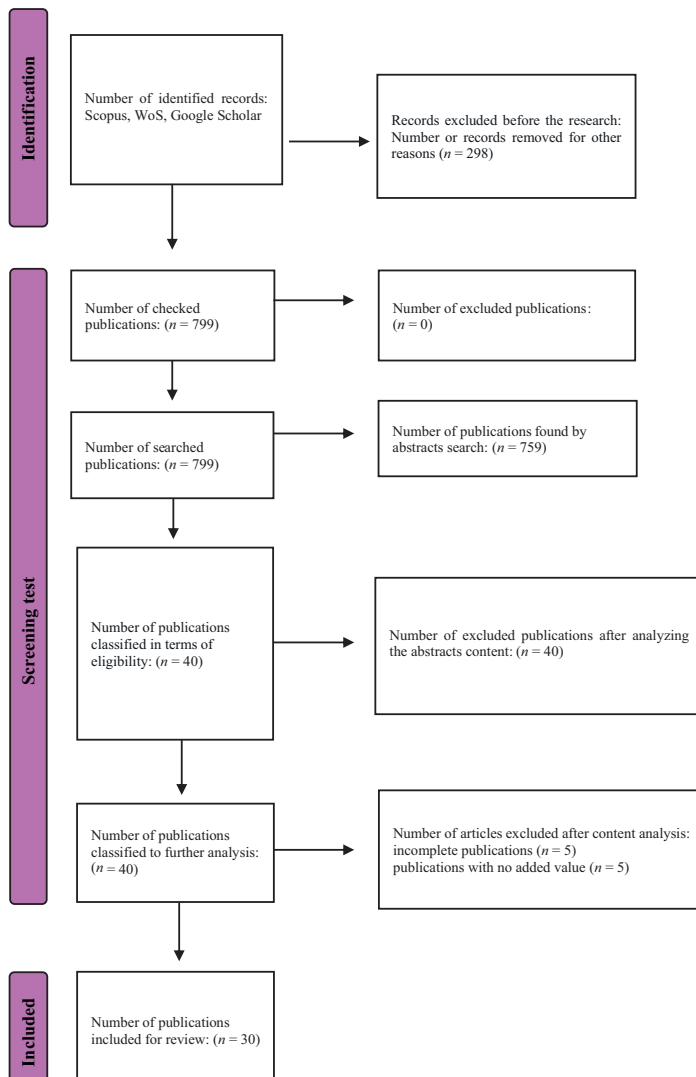 Identification
Number of identified records:
Scopus, WoS, Google Scholar
Records excluded before the research:
Number or records removed for other
reasons (n = 298)
Screening test
Number of checked
publications: (n = 799)
Number of excluded publications:
(n = 0)
Number of searched
publications: (n = 799)
Number of publications found by
abstracts search: (n = 759)
Number of publications
classified in terms of
eligibility: (n = 40)
Number of excluded publications after analyzing
the abstracts content: (n = 40)
Number of publications
classified to further analysis:
(n = 40)
Number of articles excluded after content analysis:
incomplete publications (n = 5)
publications with no added value (n = 5)
Included
Number of publications
included for review: (n = 30)